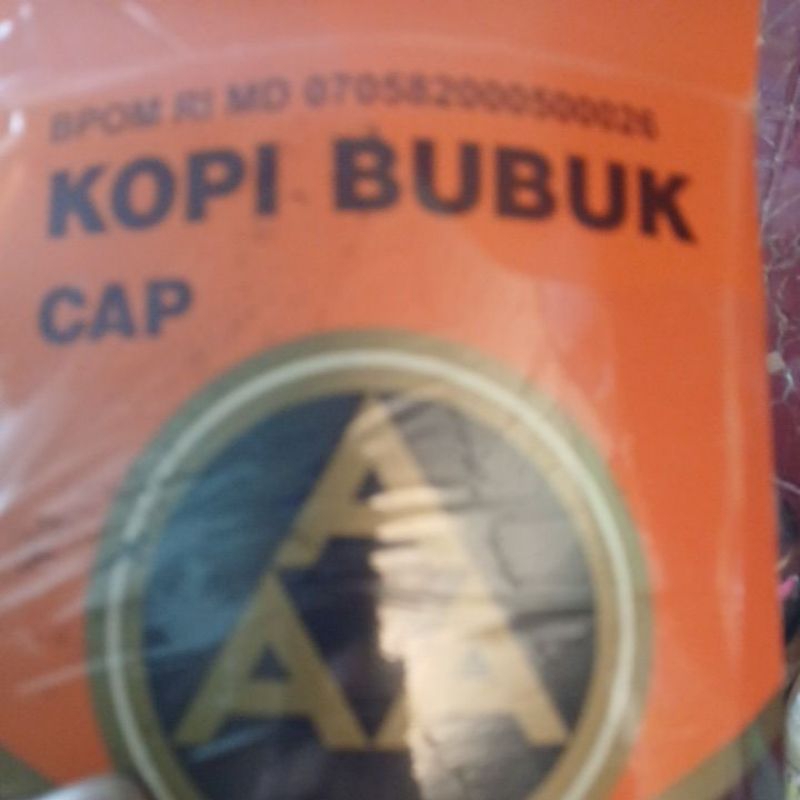 BPOM RI MD 070582000500026
KOPI BUBUK
CAP
A
A A